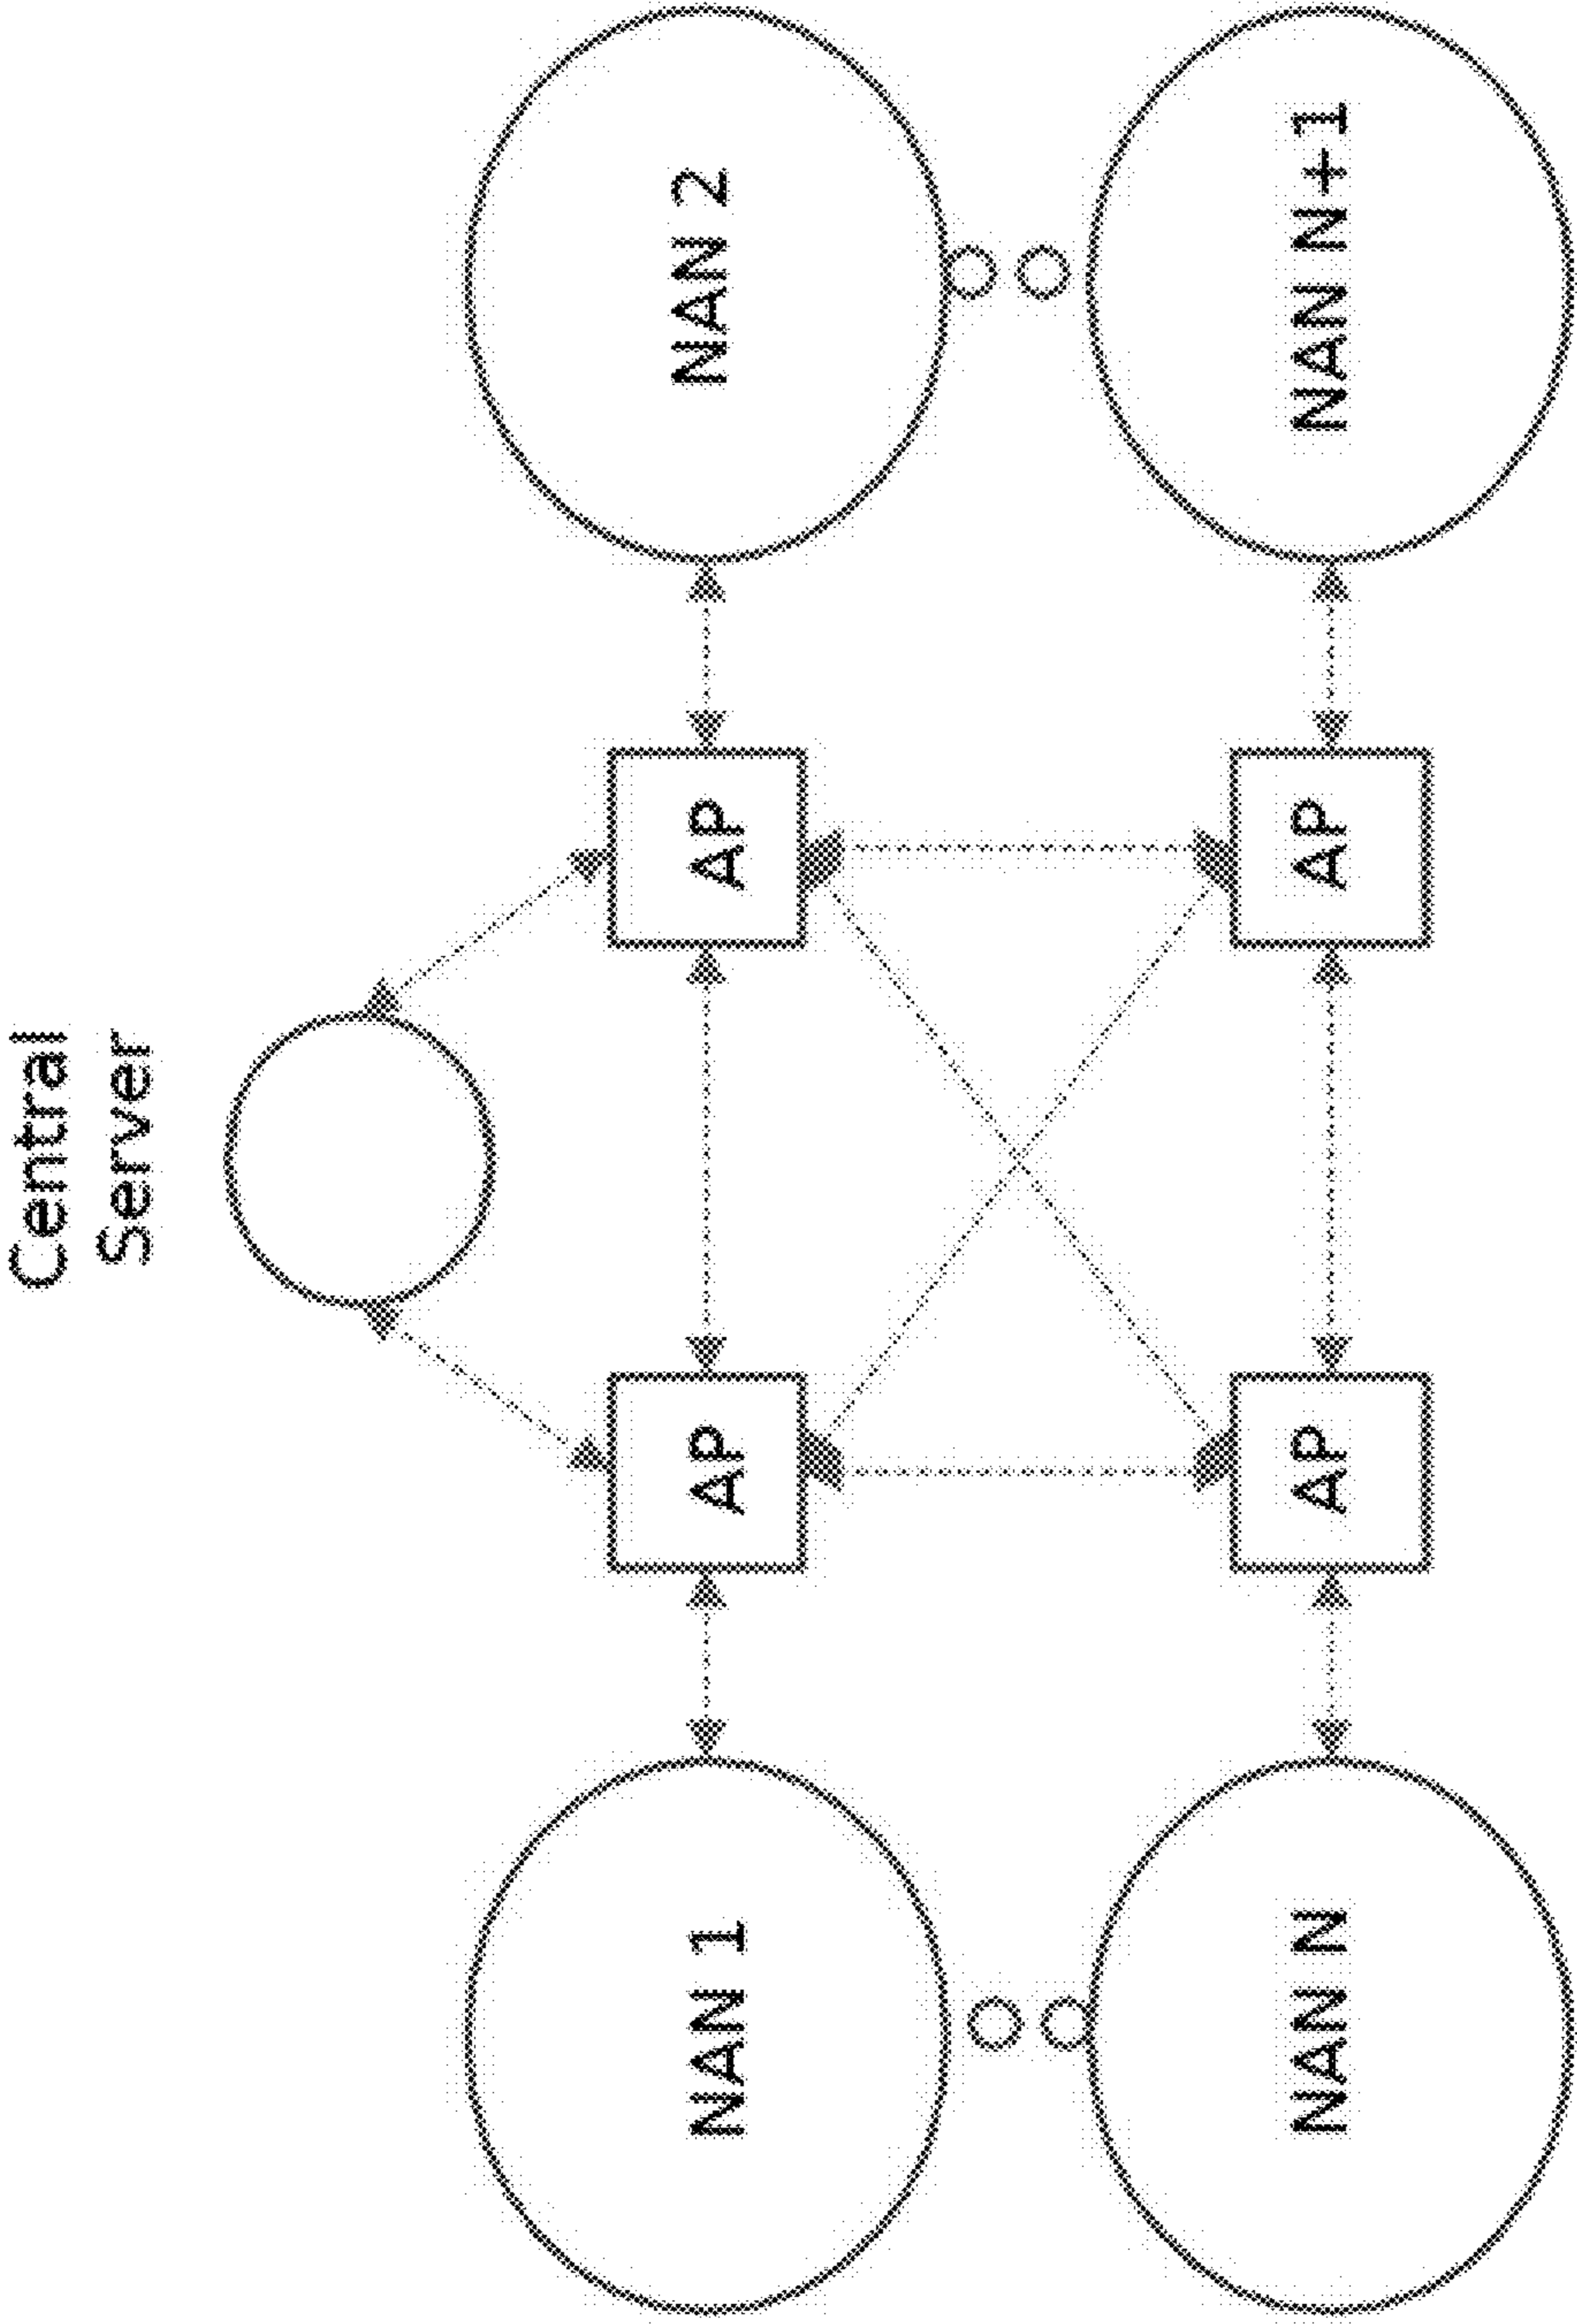 Central
Server
NAN 1
AP
AP
NAN 2
NAN N
AP
AP
NAN N+1